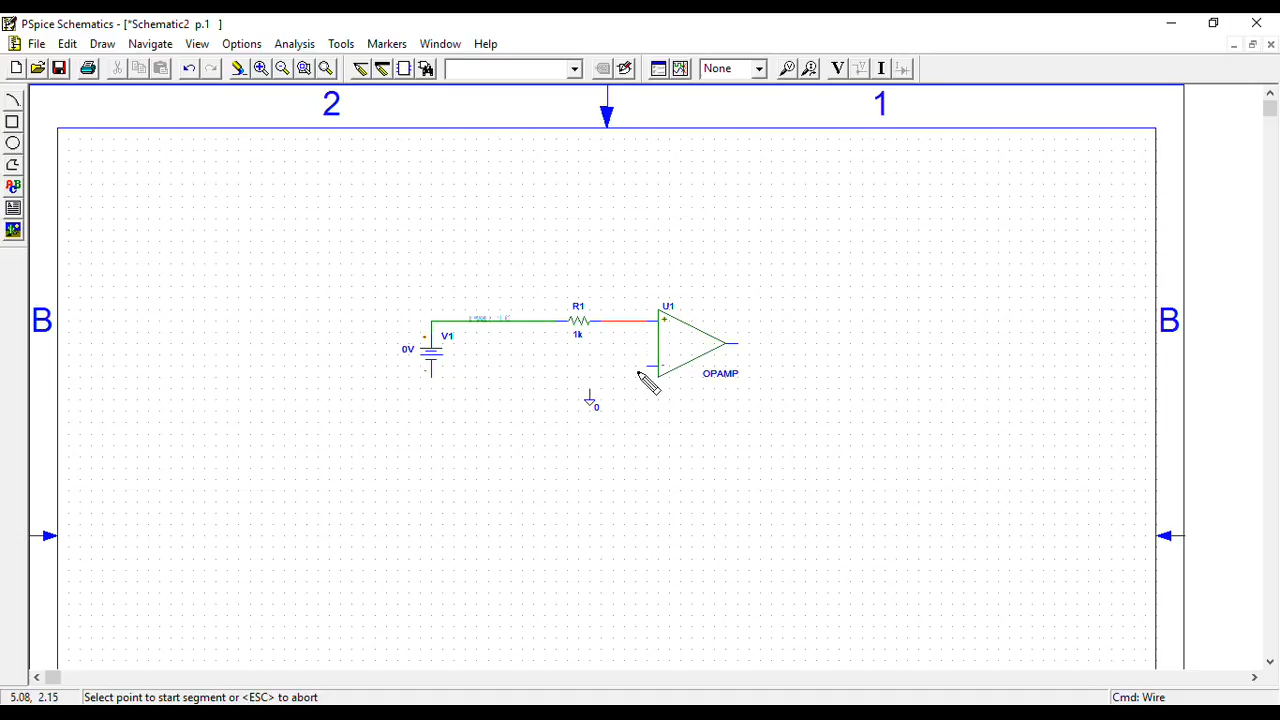 PSpice Schematics - [*Schematic2 p.1 ]
File Edit Draw Navigate View Options Analysis Tools Markers Window Help
None
V I
2 1
ABC
B B
R1 U1
+
1k
V1
0V
+
-
-
OPAMP
0
5.08, 2.15 Select point to start segment or <ESC> to abort Cmd: Wire